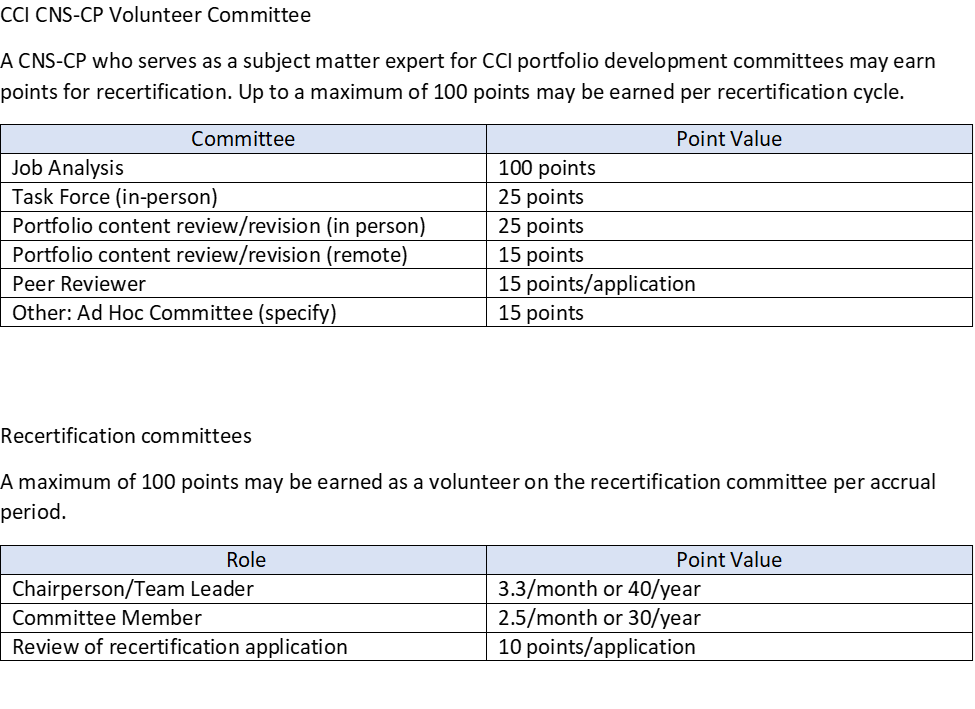 CCI CNS-CP Volunteer Committee
A CNS-CP who serves as a subject matter expert for CCI portfolio development committees may earn
points for recertification. Up to a maximum of 100 points may be earned per recertification cycle.
Committee Point Value
Job Analysis 100 points
Task Force (in-person) 25 points
Portfolio content review/revision (in person) 25 points
Portfolio content review/revision (remote) 15 points
Peer Reviewer 15 points/application
Other: Ad Hoc Committee (specify) 15 points
Recertification committees
A maximum of 100 points may be earned as a volunteer on the recertification committee per accrual
period.
Role Point Value
Chairperson/Team Leader 3.3/month or 40/year
Committee Member 2.5/month or 30/year
Review of recertification application 10 points/application